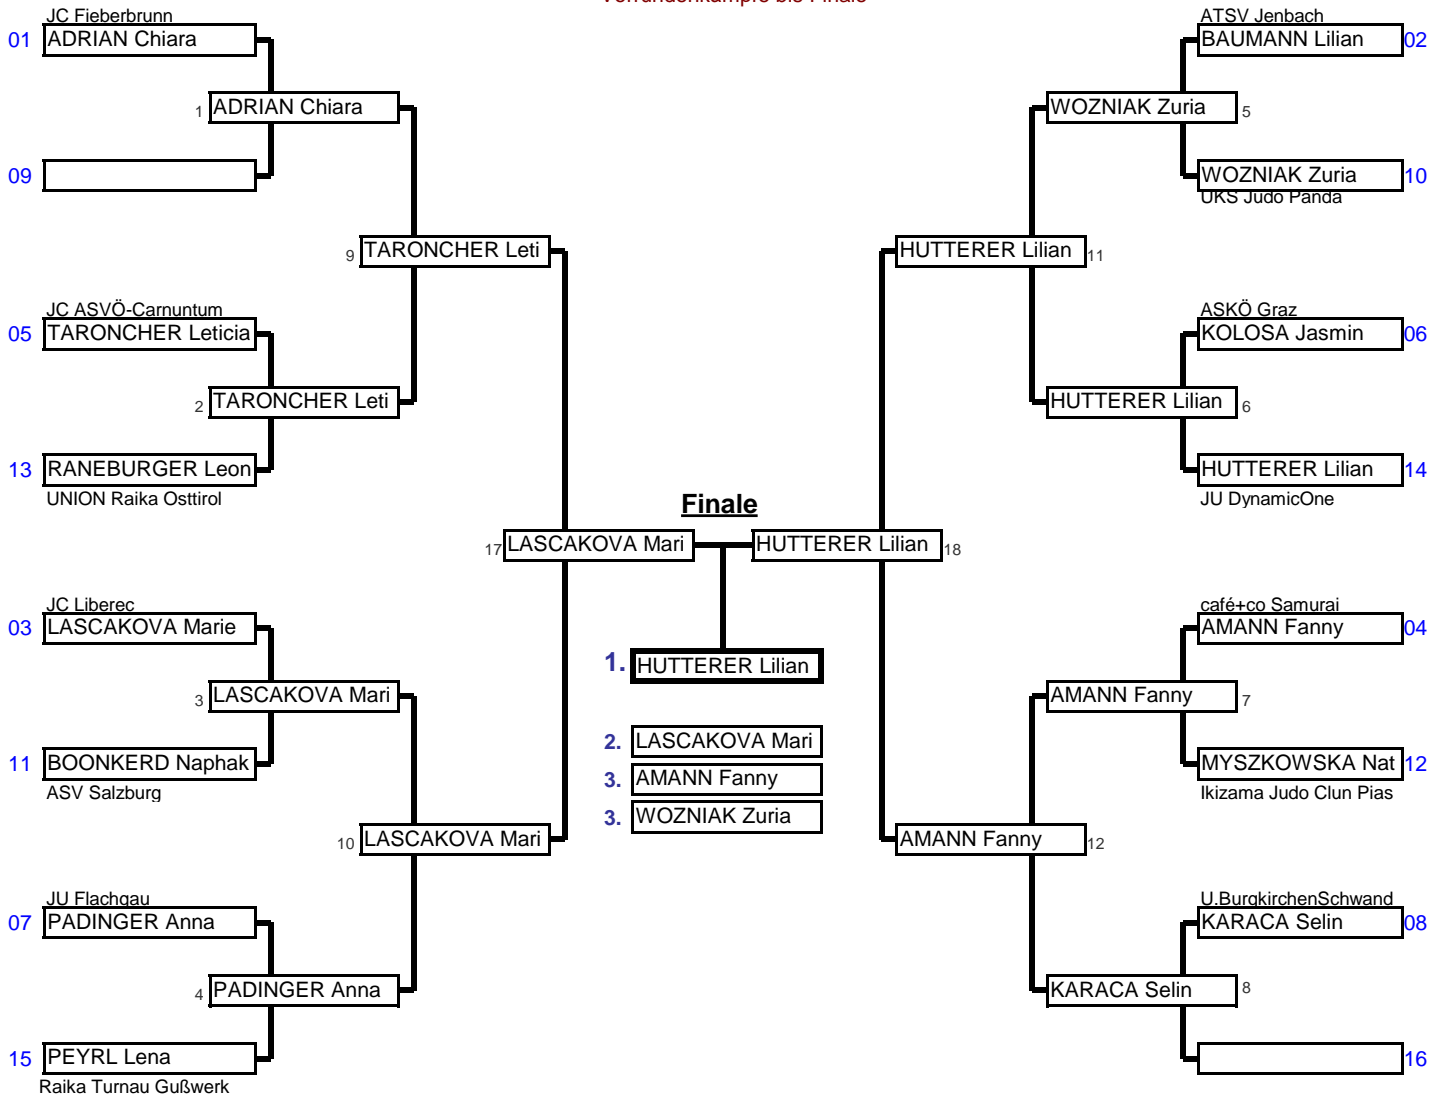 Vorrundenkämpfe bis Finale
JC Fieberbrunn
01 ADRIAN Chiara
1 ADRIAN Chiara
09
9 TARONCHER Leti
JC ASVÖ-Carnuntum
05 TARONCHER Leticia
2 TARONCHER Leti
13 RANEBURGER Leon
UNION Raika Osttirol
17 LASCAKOVA Mari
JC Liberec
03 LASCAKOVA Marie
3 LASCAKOVA Mari
11 BOONKERD Naphak
ASV Salzburg
10 LASCAKOVA Mari
JU Flachgau
07 PADINGER Anna
4 PADINGER Anna
15 PEYRL Lena
Raika Turnau Gußwerk
Finale
1. HUTTERER Lilian
2. LASCAKOVA Mari
3. AMANN Fanny
3. WOZNIAK Zuria
ATSV Jenbach
BAUMANN Lilian 02
WOZNIAK Zuria 5
WOZNIAK Zuria 10
UKS Judo Panda
HUTTERER Lilian 11
ASKÖ Graz
KOLOSA Jasmin 06
HUTTERER Lilian 6
HUTTERER Lilian 14
JU DynamicOne
HUTTERER Lilian 18
café+co Samurai
AMANN Fanny 04
AMANN Fanny 7
MYSZKOWSKA Nat 12
Ikizama Judo Clun Pias
AMANN Fanny 12
U.BurgkirchenSchwand
KARACA Selin 08
KARACA Selin 8
16